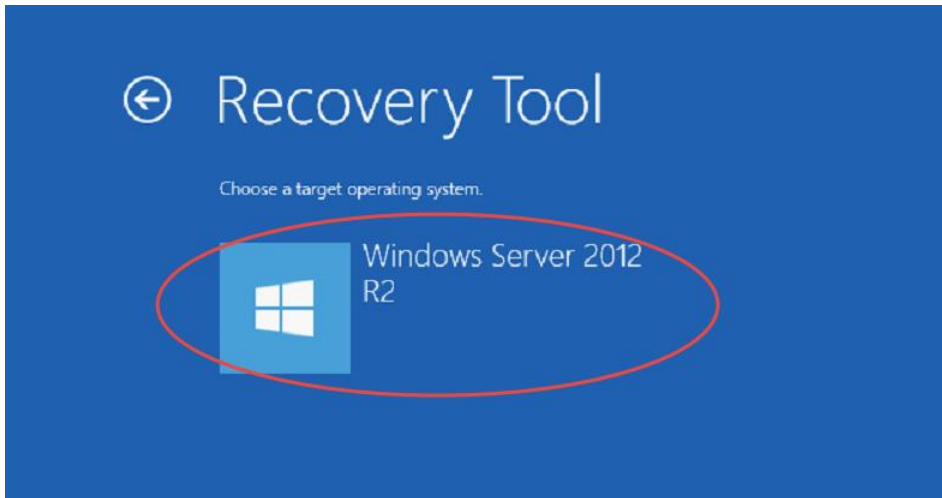 Recovery Tool
Choose a target operating system.
Windows Server 2012
R2